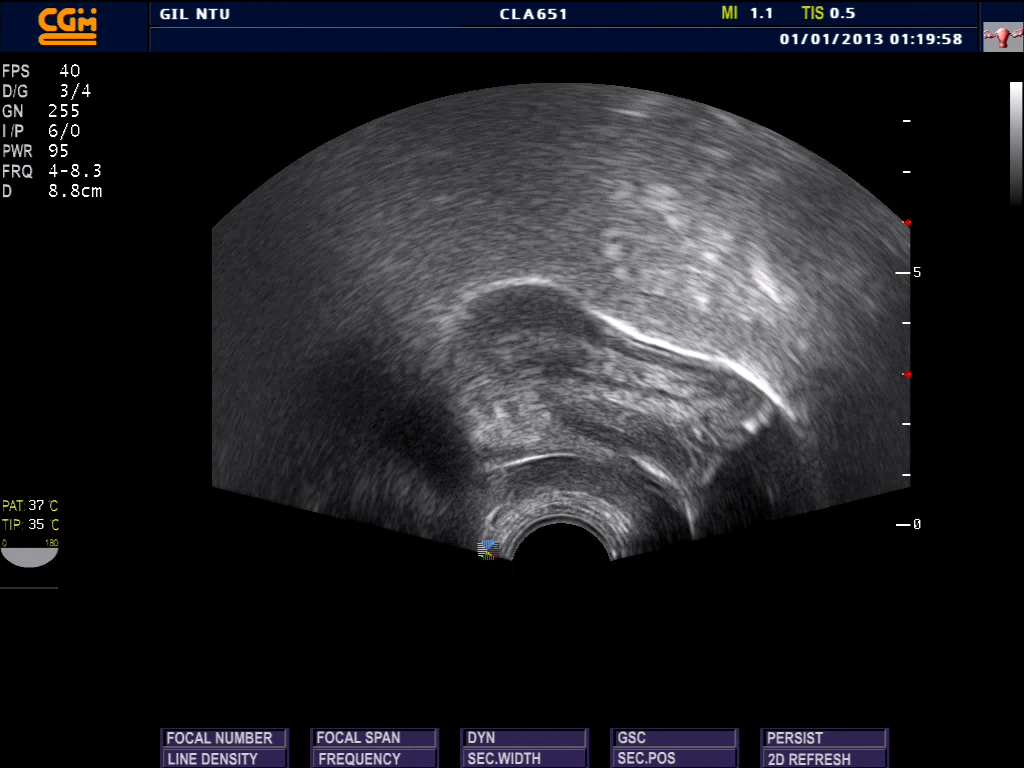 CGM
GIL NTU CLA651 MI 1.1 TIS 0.5
01/01/2013 01:19:58
FPS 40
D/G 3/4
GN 255
I/P 6/0
PWR 95
FRQ 4-8.3
D 8.8cm
5
PAT: 37 °C
TIP: 35 °C
0 180
0
FOCAL NUMBER FOCAL SPAN DYN GSC PERSIST
LINE DENSITY FREQUENCY SEC.WIDTH SEC.POS 2D REFRESH